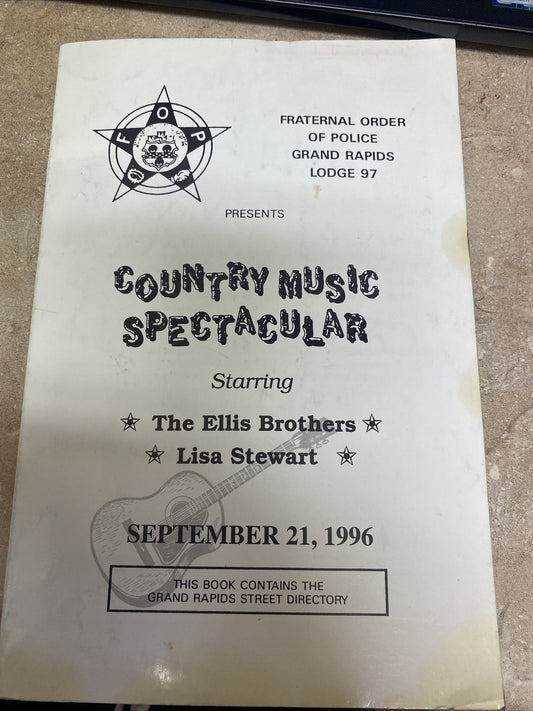 FOP
FRATERNAL ORDER
OF POLICE
GRAND RAPIDS
LODGE 97
PRESENTS
COUNTRY MUSIC
SPECTACULAR
Starring
The Ellis Brothers
Lisa Stewart
SEPTEMBER 21, 1996
THIS BOOK CONTAINS THE
GRAND RAPIDS STREET DIRECTORY